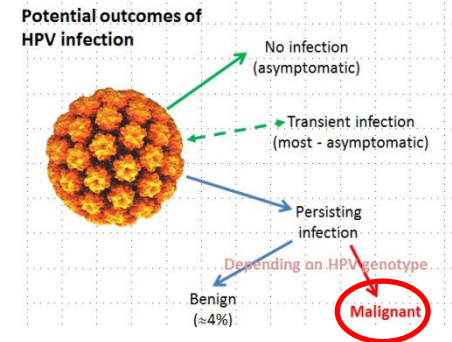 Potential outcomes of
HPV infection
No infection
(asymptomatic)
Transient infection
(most - asymptomatic)
Persisting
infection
Depending on HPV genotype
Benign
(≈4%)
Malignant